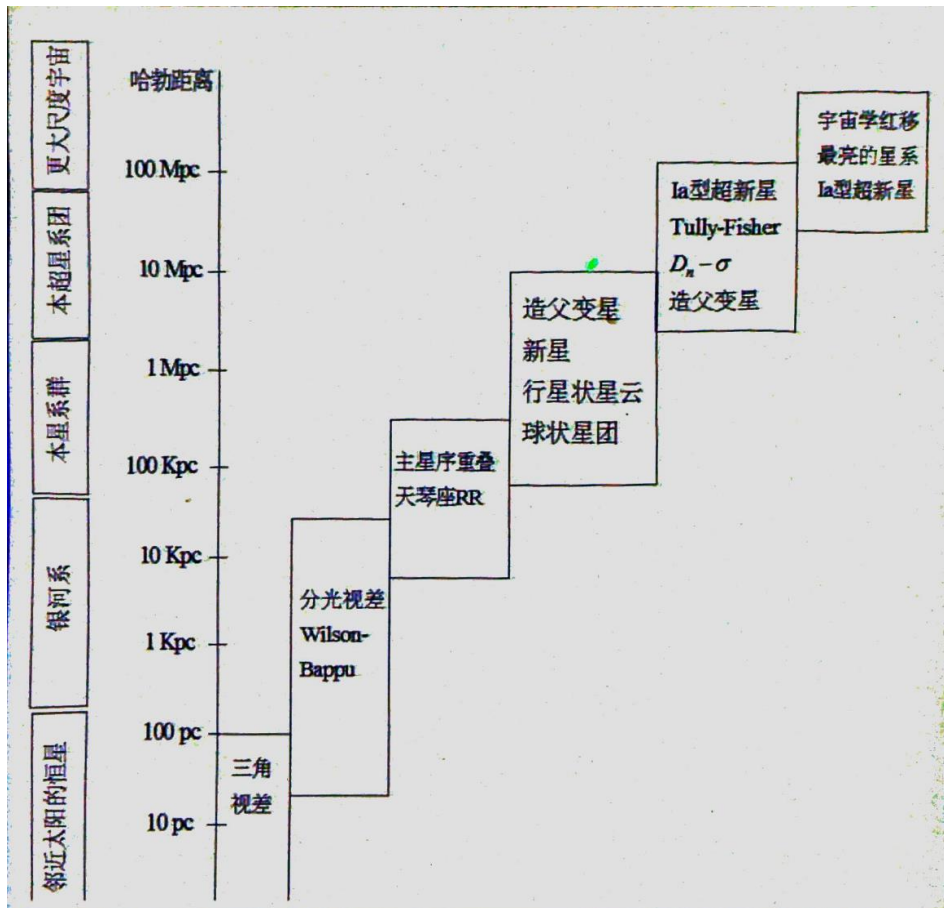 更大尺度宇宙
本超星系团
本星系群
银河系
邻近太阳的恒星
哈勃距离
100 Mpc
10 Mpc
1 Mpc
100 Kpc
10 Kpc
1 Kpc
100 pc
10 pc
三角
视差
分光视差
Wilson-
Bappu
主星序重叠
天琴座RR
造父变星
新星
行星状星云
球状星团
Ia型超新星
Tully-Fisher
Dₙ − σ
造父变星
宇宙学红移
最亮的星系
Ia型超新星